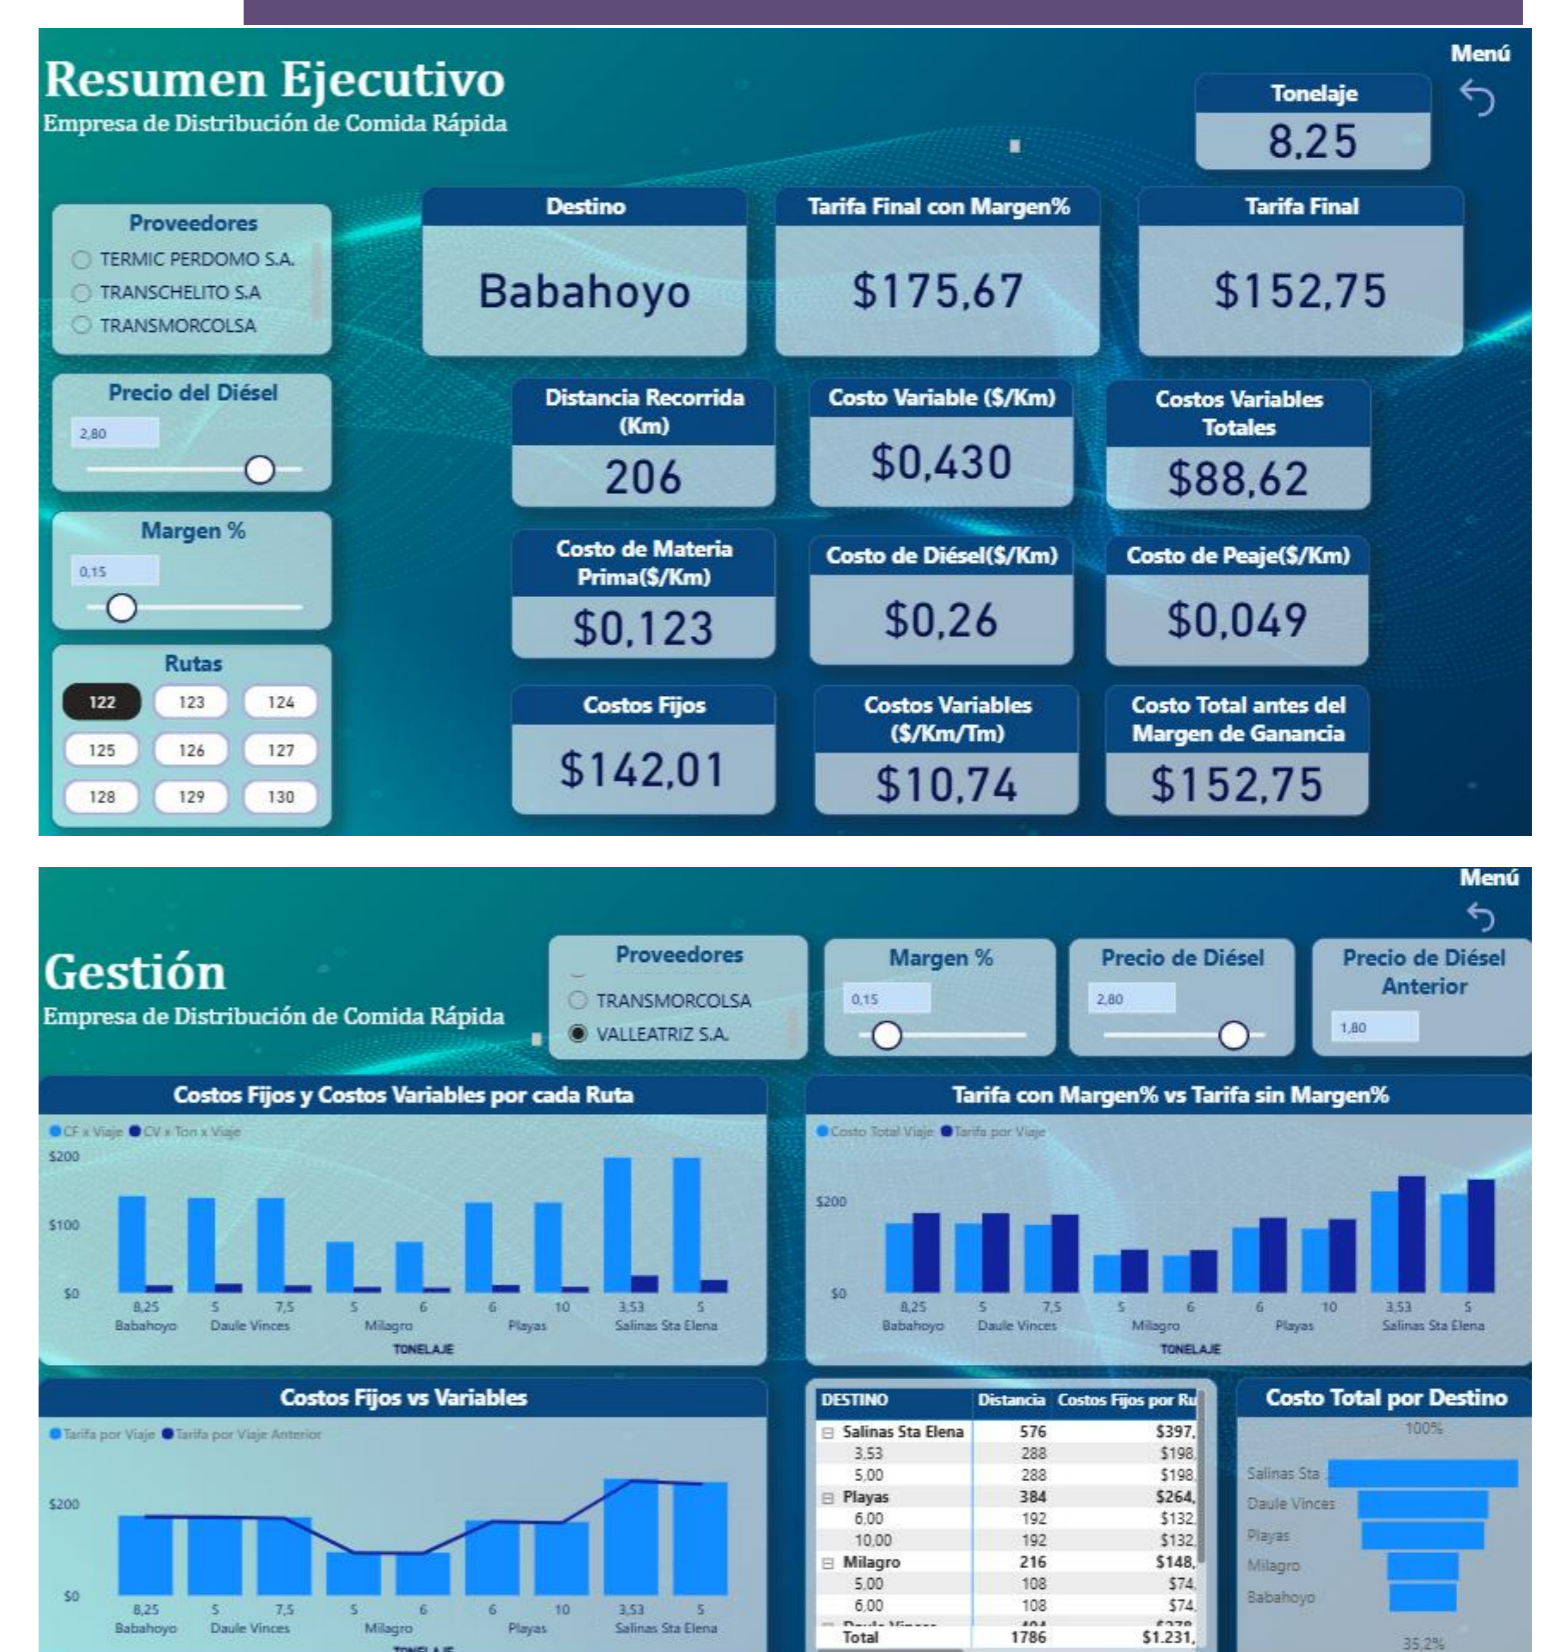 Resumen Ejecutivo
Empresa de Distribución de Comida Rápida
Menú
Tonelaje
8,25
Proveedores
TERMIC PERDOMO S.A.
TRANSCHELITO S.A
TRANSMORCOLSA
Destino
Babahoyo
Tarifa Final con Margen%
$175,67
Tarifa Final
$152,75
Precio del Diésel
2,80
Distancia Recorrida
(Km)
206
Costo Variable ($/Km)
$0,430
Costos Variables
Totales
$88,62
Margen %
0,15
Costo de Materia
Prima($/Km)
$0,123
Costo de Diésel($/Km)
$0,26
Costo de Peaje($/Km)
$0,049
Rutas
122 123 124
125 126 127
128 129 130
Costos Fijos
$142,01
Costos Variables
($/Km/Tm)
$10,74
Costo Total antes del
Margen de Ganancia
$152,75
Menú
Gestión
Empresa de Distribución de Comida Rápida
Proveedores
TRANSMORCOLSA
VALLEATRIZ S.A.
Margen %
0,15
Precio de Diésel
2,80
Precio de Diésel
Anterior
1,80
Costos Fijos y Costos Variables por cada Ruta
CF x Viaje CV x Ton x Viaje
$200
$100
$0
8,25 5 7,5 5 6 6 10 3,53 5
Babahoyo Daule Vinces Milagro Playas Salinas Sta Elena
TONELAJE
Tarifa con Margen% vs Tarifa sin Margen%
Costo Total Viaje Tarifa por Viaje
$200
$0
8,25 5 7,5 5 6 6 10 3,53 5
Babahoyo Daule Vinces Milagro Playas Salinas Sta Elena
TONELAJE
Costos Fijos vs Variables
Tarifa por Viaje Tarifa por Viaje Anterior
$200
$0
8,25 5 7,5 5 6 6 10 3,53 5
Babahoyo Daule Vinces Milagro Playas Salinas Sta Elena
TONELAJE
DESTINO Distancia Costos Fijos por Ru
Salinas Sta Elena 576 $397,
3,53 288 $198,
5,00 288 $198,
Playas 384 $264,
6,00 192 $132,
10,00 192 $132,
Milagro 216 $148,
5,00 108 $74,
6,00 108 $74,
Daule Vinces 404 $278,
Total 1786 $1.231,
Costo Total por Destino
100%
Salinas Sta ...
Daule Vinces
Playas
Milagro
Babahoyo
35,2%